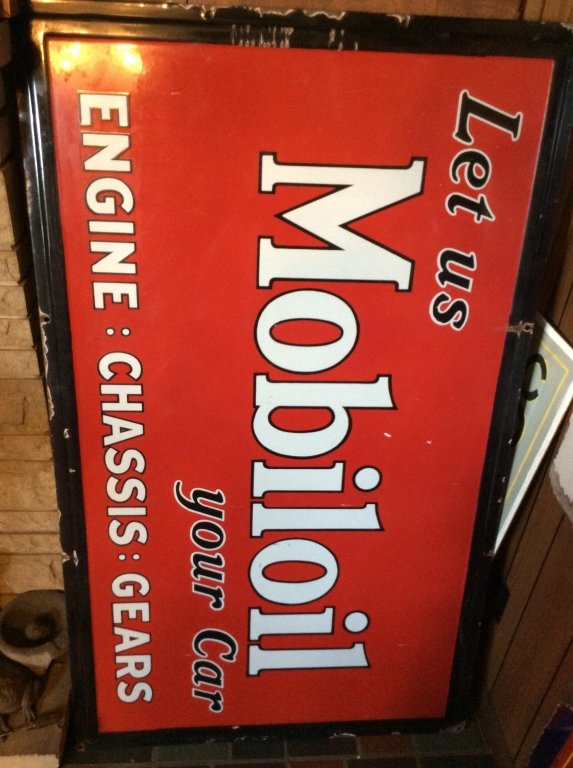 Let us
Mobiloil
your Car
ENGINE : CHASSIS : GEARS